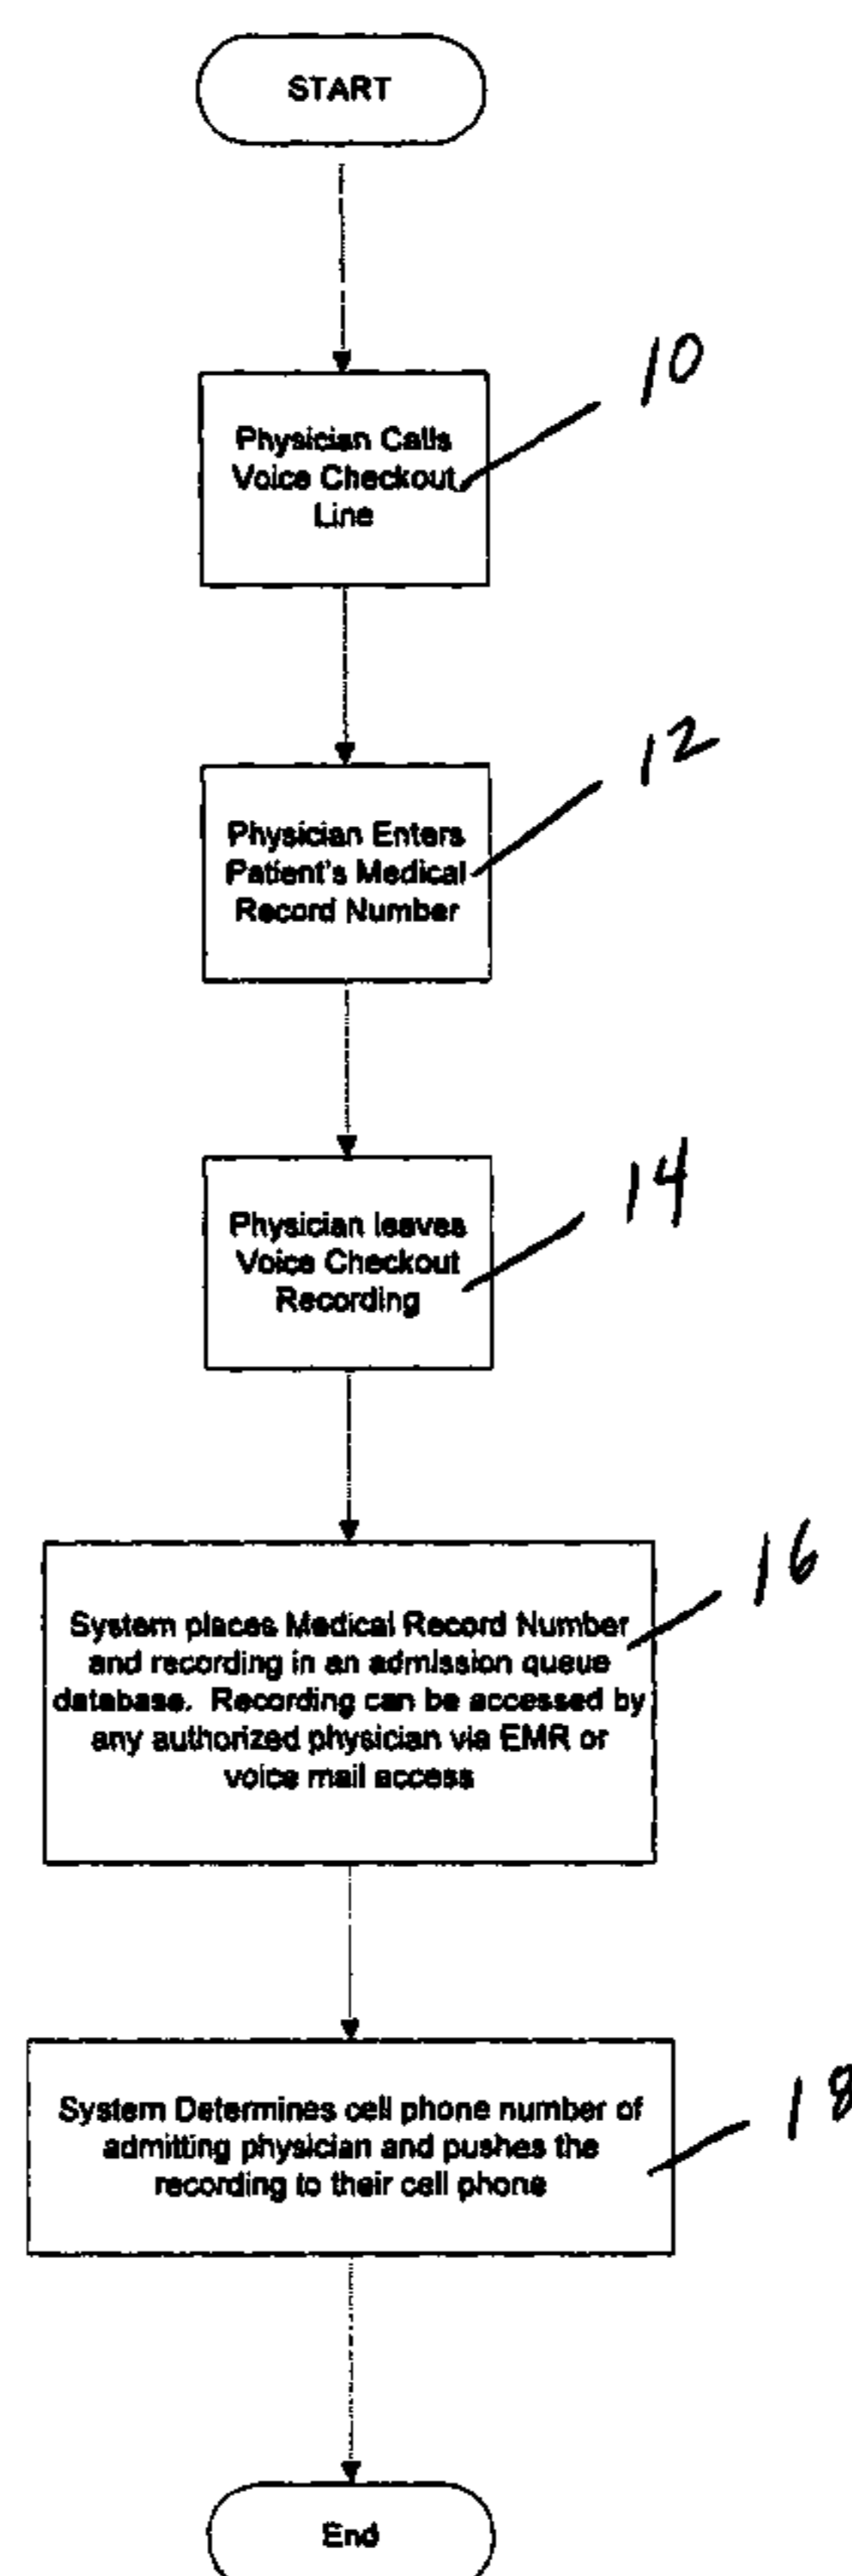 START
10
Physician Calls
Voice Checkout
Line
12
Physician Enters
Patient's Medical
Record Number
14
Physician leaves
Voice Checkout
Recording
16
System places Medical Record Number
and recording in an admission queue
database. Recording can be accessed by
any authorized physician via EMR or
voice mail access
18
System Determines cell phone number of
admitting physician and pushes the
recording to their cell phone
End